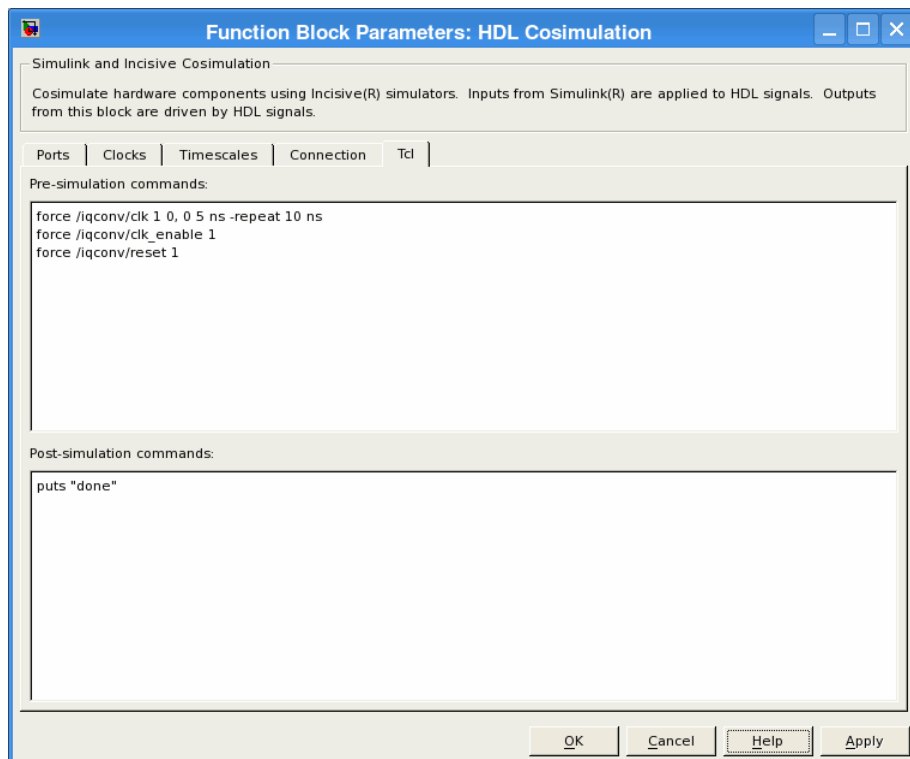 Function Block Parameters: HDL Cosimulation
Simulink and Incisive Cosimulation
Cosimulate hardware components using Incisive(R) simulators. Inputs from Simulink(R) are applied to HDL signals. Outputs
from this block are driven by HDL signals.
Ports Clocks Timescales Connection Tcl
Pre-simulation commands:
force /iqconv/clk 1 0, 0 5 ns -repeat 10 ns
force /iqconv/clk_enable 1
force /iqconv/reset 1
Post-simulation commands:
puts "done"
OK Cancel Help Apply